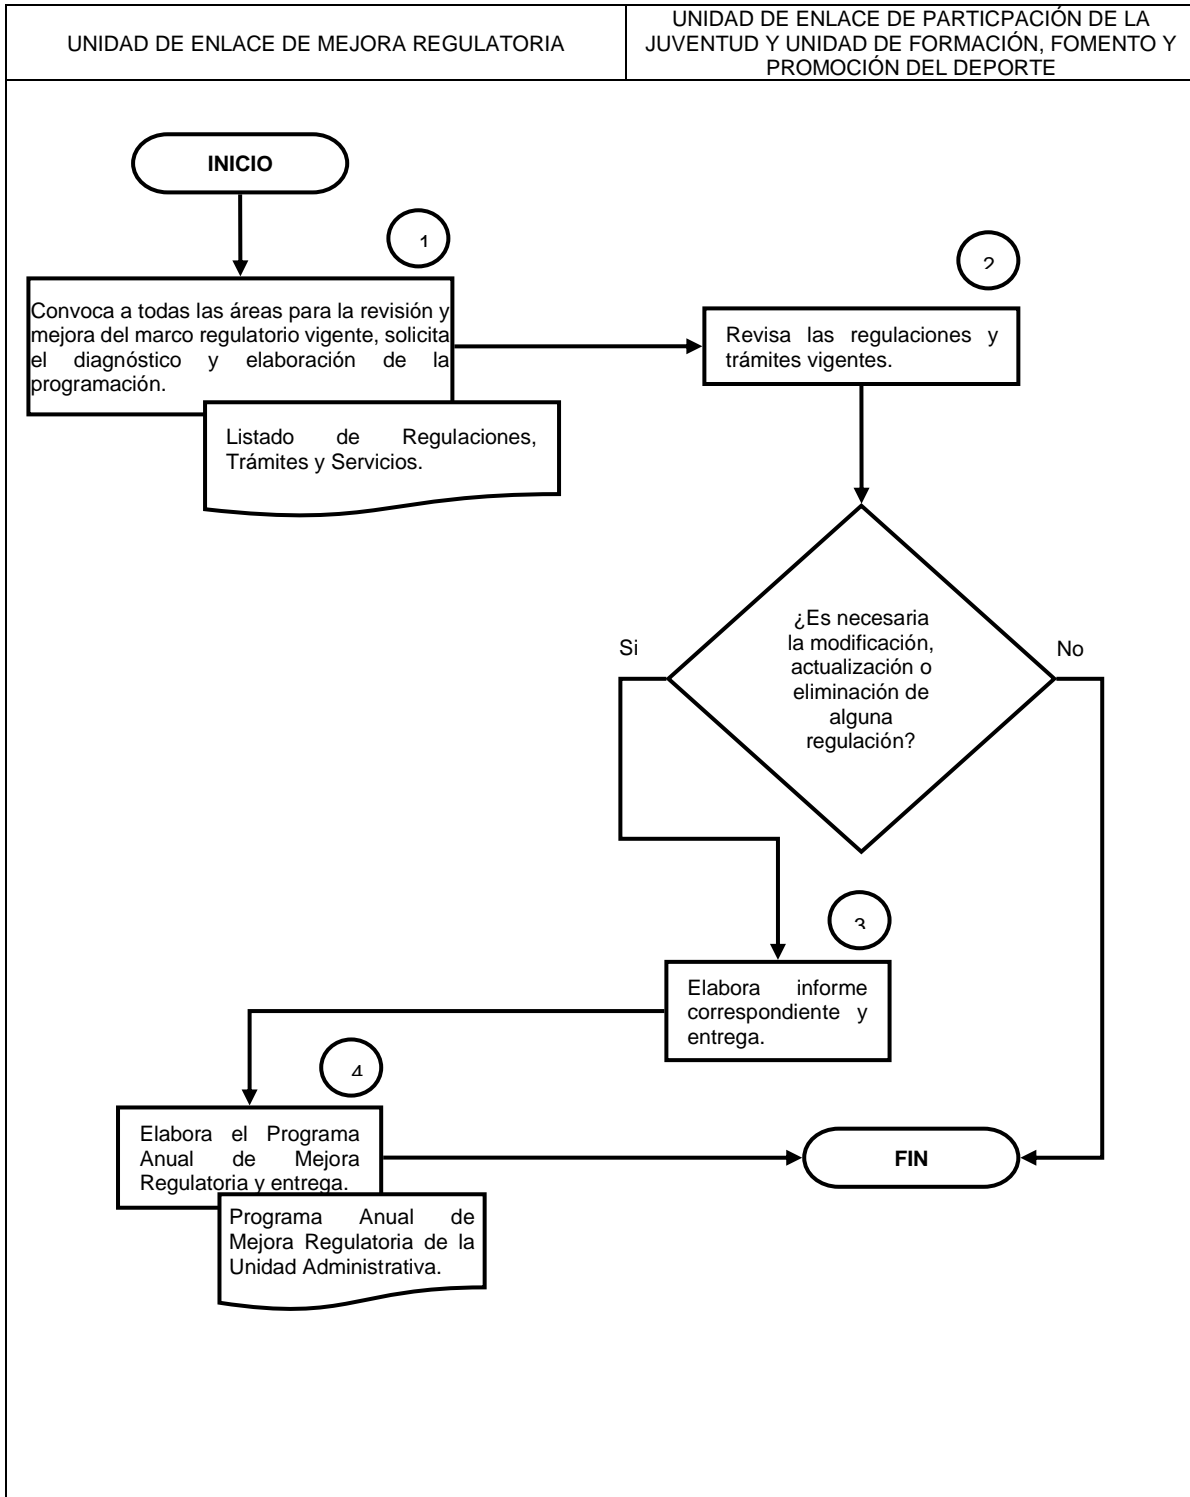 UNIDAD DE ENLACE DE MEJORA REGULATORIA
UNIDAD DE ENLACE DE PARTICPACIÓN DE LA
JUVENTUD Y UNIDAD DE FORMACIÓN, FOMENTO Y
PROMOCIÓN DEL DEPORTE
INICIO
1
Convoca a todas las áreas para la revisión y
mejora del marco regulatorio vigente, solicita
el diagnóstico y elaboración de la
programación.
Listado de Regulaciones,
Trámites y Servicios.
2
Revisa las regulaciones y
trámites vigentes.
¿Es necesaria
la modificación,
actualización o
eliminación de
alguna
regulación?
Si
No
3
Elabora informe
correspondiente y
entrega.
4
Elabora el Programa
Anual de Mejora
Regulatoria y entrega.
Programa Anual de
Mejora Regulatoria de la
Unidad Administrativa.
FIN